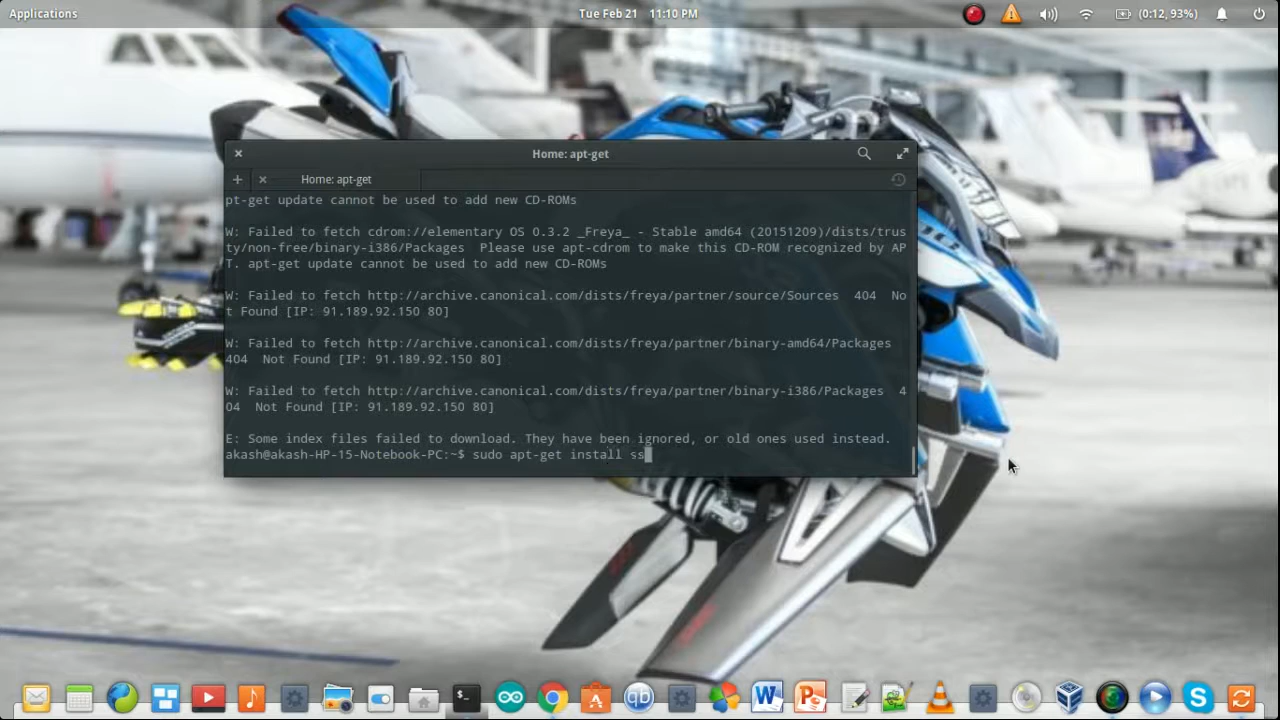 Applications
Tue Feb 21 11:10 PM
(0:12, 93%)
Home: apt-get
Home: apt-get
pt-get update cannot be used to add new CD-ROMs
W: Failed to fetch cdrom://elementary OS 0.3.2 _Freya_ - Stable amd64 (20151209)/dists/trus
ty/non-free/binary-i386/Packages  Please use apt-cdrom to make this CD-ROM recognized by AP
T. apt-get update cannot be used to add new CD-ROMs
W: Failed to fetch http://archive.canonical.com/dists/freya/partner/source/Sources  404  No
t Found [IP: 91.189.92.150 80]
W: Failed to fetch http://archive.canonical.com/dists/freya/partner/binary-amd64/Packages
404  Not Found [IP: 91.189.92.150 80]
W: Failed to fetch http://archive.canonical.com/dists/freya/partner/binary-i386/Packages  4
04  Not Found [IP: 91.189.92.150 80]
E: Some index files failed to download. They have been ignored, or old ones used instead.
akash@akash-HP-15-Notebook-PC:~$ sudo apt-get install ss